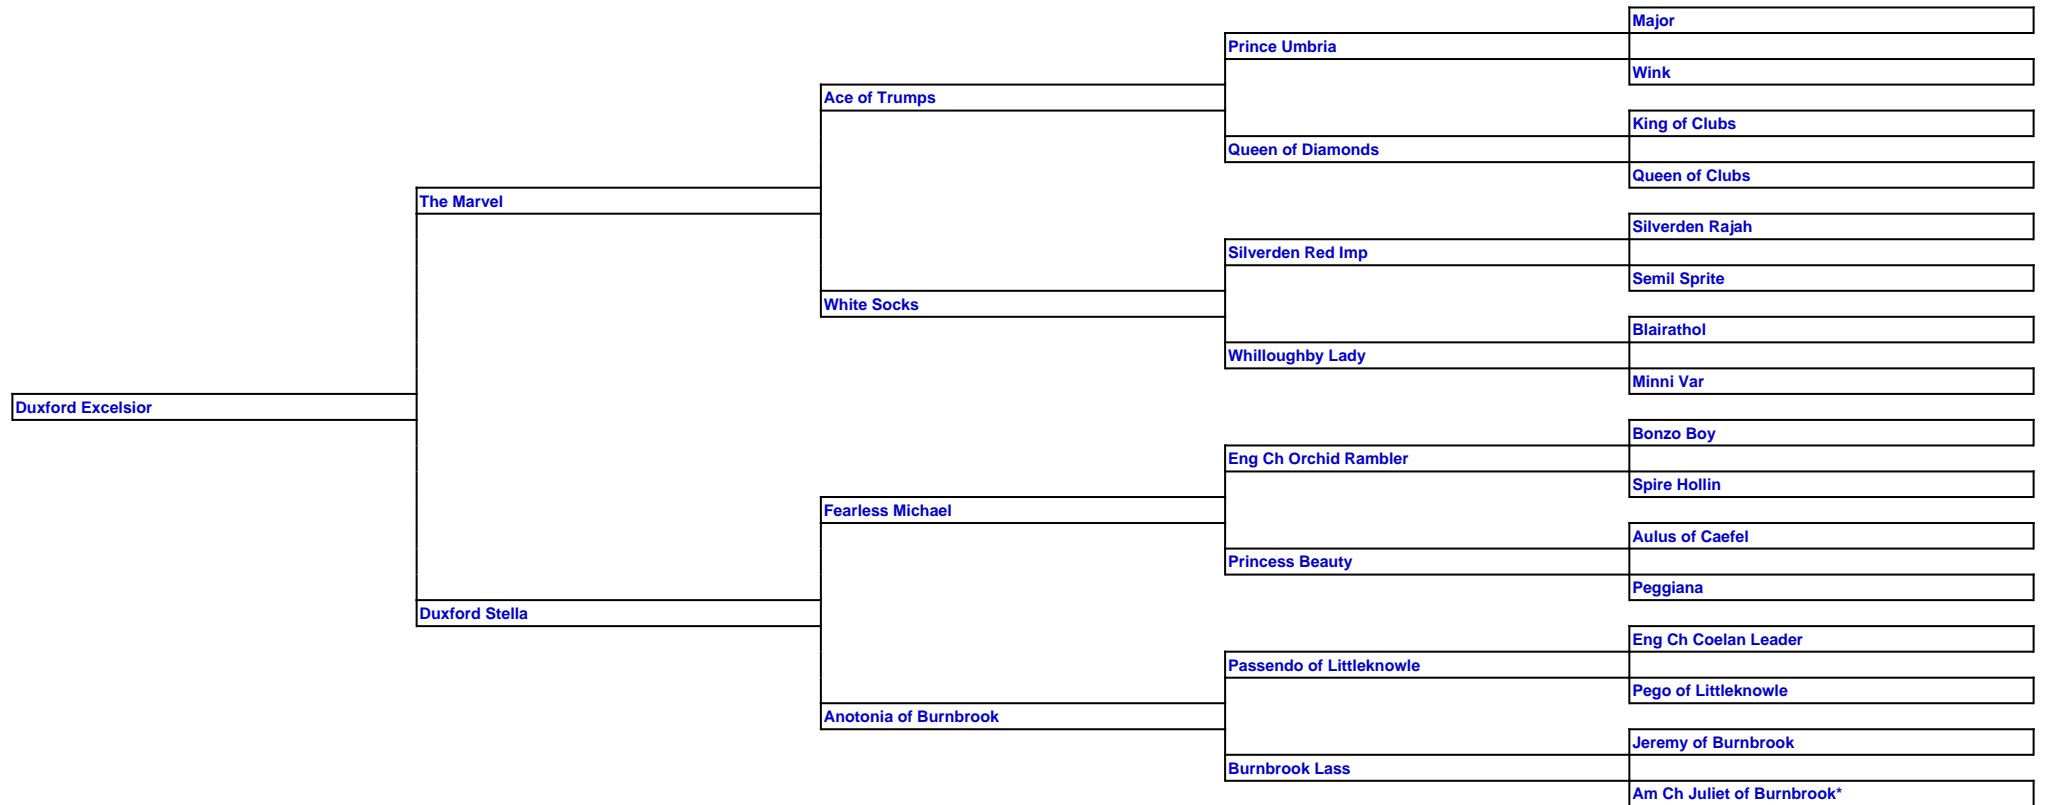 Major
Prince Umbria
Wink
Ace of Trumps
King of Clubs
Queen of Diamonds
Queen of Clubs
The Marvel
Silverden Rajah
Silverden Red Imp
Semil Sprite
White Socks
Blairathol
Whilloughby Lady
Minni Var
Duxford Excelsior
Bonzo Boy
Eng Ch Orchid Rambler
Spire Hollin
Fearless Michael
Aulus of Caefel
Princess Beauty
Peggiana
Duxford Stella
Eng Ch Coelan Leader
Passendo of Littleknowle
Pego of Littleknowle
Anotonia of Burnbrook
Jeremy of Burnbrook
Burnbrook Lass
Am Ch Juliet of Burnbrook*